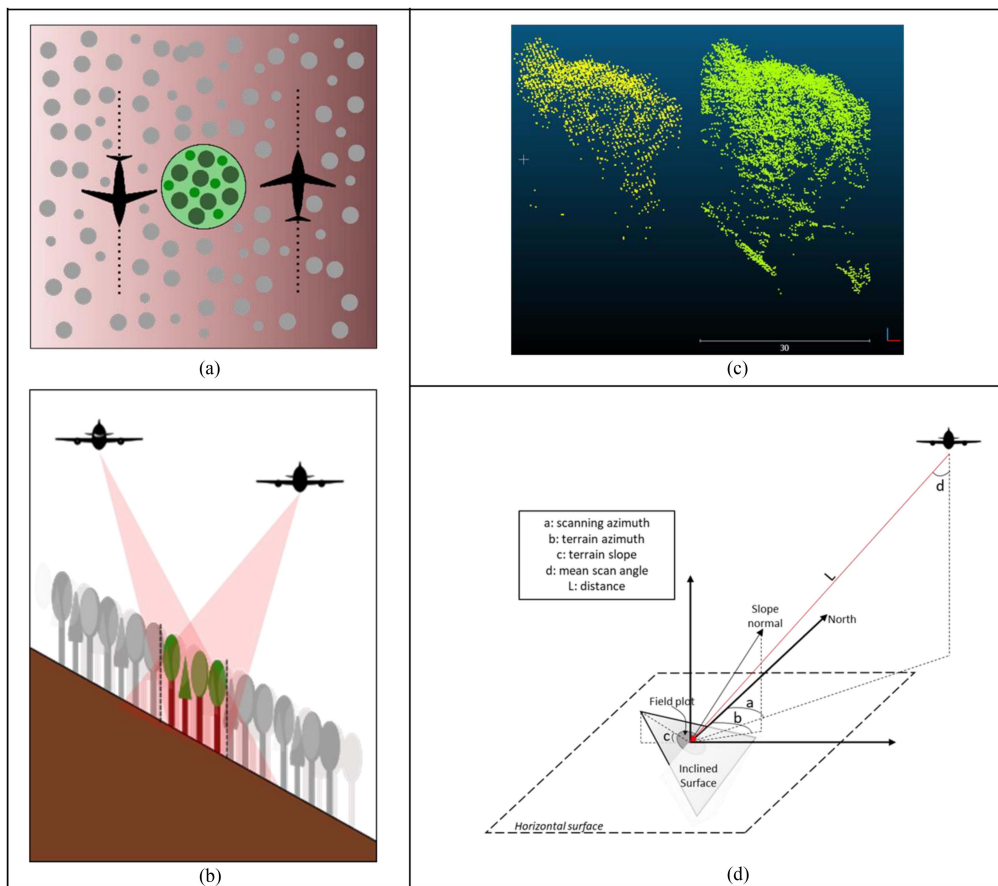 (a)
30
(c)
(b)
a: scanning azimuth
b: terrain azimuth
c: terrain slope
d: mean scan angle
L: distance
d
L
Slope
normal
North
Field plot
a
b
c
Inclined
Surface
Horizontal surface
(d)